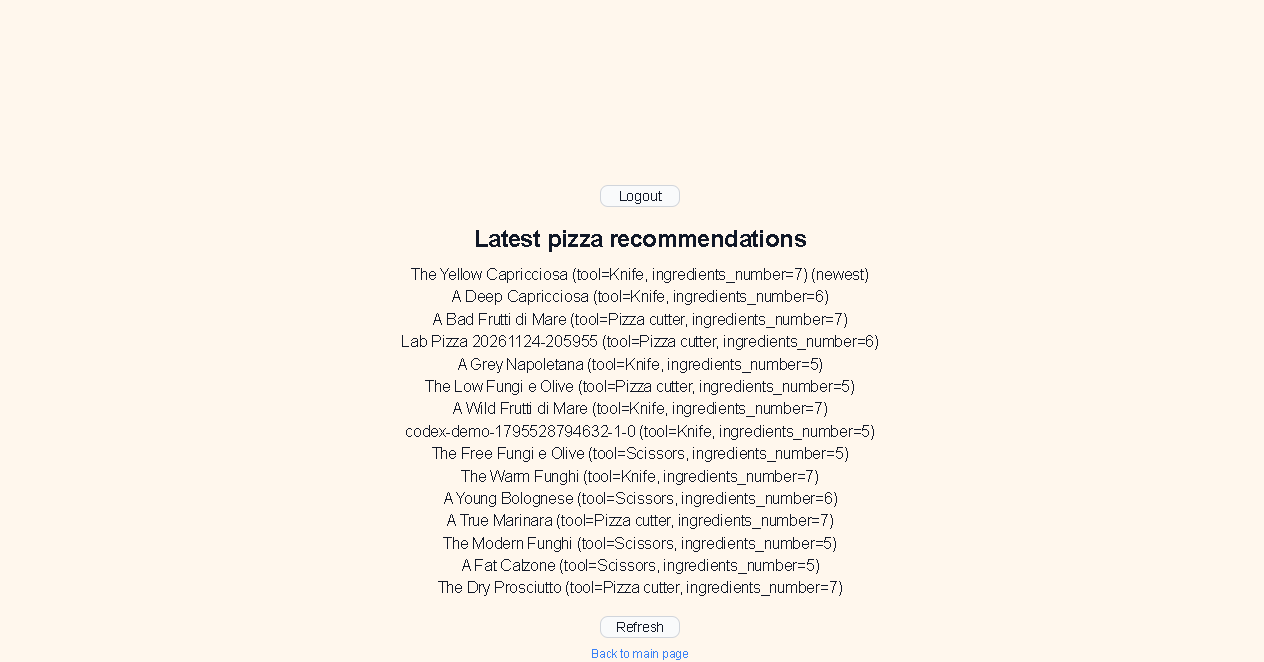 Logout
Latest pizza recommendations
The Yellow Capricciosa (tool=Knife, ingredients_number=7) (newest)
A Deep Capricciosa (tool=Knife, ingredients_number=6)
A Bad Frutti di Mare (tool=Pizza cutter, ingredients_number=7)
Lab Pizza 20261124-205955 (tool=Pizza cutter, ingredients_number=6)
A Grey Napoletana (tool=Knife, ingredients_number=5)
The Low Fungi e Olive (tool=Pizza cutter, ingredients_number=5)
A Wild Frutti di Mare (tool=Knife, ingredients_number=7)
codex-demo-1795528794632-1-0 (tool=Knife, ingredients_number=5)
The Free Fungi e Olive (tool=Scissors, ingredients_number=5)
The Warm Funghi (tool=Knife, ingredients_number=7)
A Young Bolognese (tool=Scissors, ingredients_number=6)
A True Marinara (tool=Pizza cutter, ingredients_number=7)
The Modern Funghi (tool=Scissors, ingredients_number=5)
A Fat Calzone (tool=Scissors, ingredients_number=5)
The Dry Prosciutto (tool=Pizza cutter, ingredients_number=7)
Refresh
Back to main page